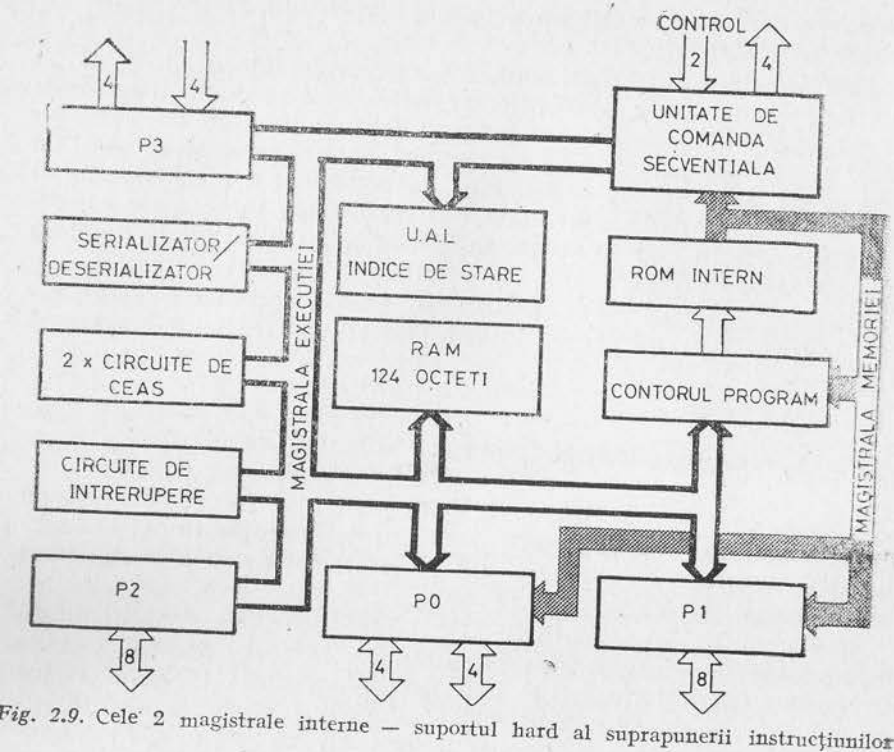 CONTROL
4
4
2
4
P3
UNITATE DE
COMANDA
SECVENTIALA
SERIALIZATOR/
DESERIALIZATOR
U.A.L
INDICE DE STARE
ROM INTERN
MAGISTRALA EXECUTIEI
MAGISTRALA MEMORIEI
2 x CIRCUITE DE
CEAS
RAM
124 OCTETI
CONTORUL PROGRAM
CIRCUITE DE
INTRERUPERE
P2
P0
P1
8
4
4
8
Fig. 2.9. Cele 2 magistrale interne — suportul hard al suprapunerii instrucțiunilor